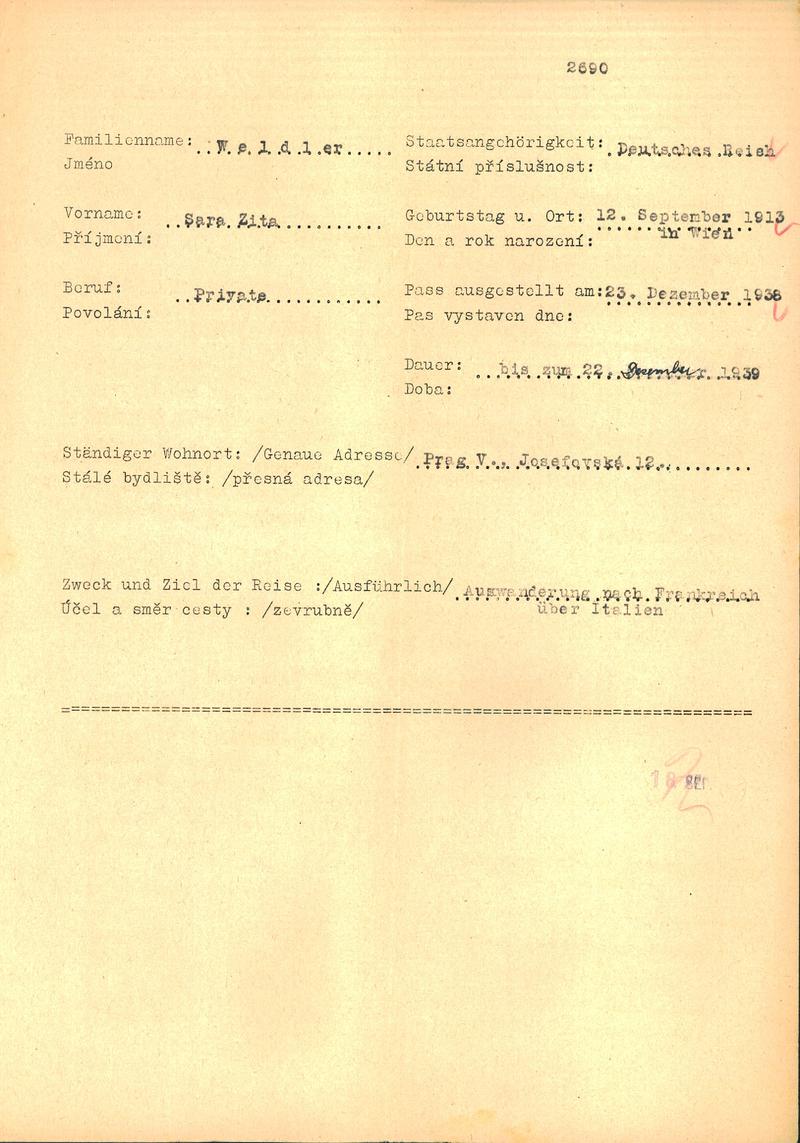 2690
Familienname: ..W.e.l.d.l.er.....
Jméno
Staatsangehörigkeit: .Deutsches.Reich
Státní příslušnost:
Vorname: ..Sara.Zita...........
Příjmení:
Geburtstag u. Ort: 12. September 1913
Den a rok narození: in Wien
Beruf: ..Private............
Povolání:
Pass ausgestellt am:23. Dezember 1938
Pas vystaven dne:
Dauer: ..bis zum 22. Dezember 1939
Doba:
Ständiger Wohnort: /Genaue Adresse/.Prag V., Josefovská 12.........
Stálé bydliště: /přesná adresa/
Zweck und Ziel der Reise :/Ausführlich/.Auswanderung nach Frankreich
Účel a směr cesty : /zevrubně/ über Italien